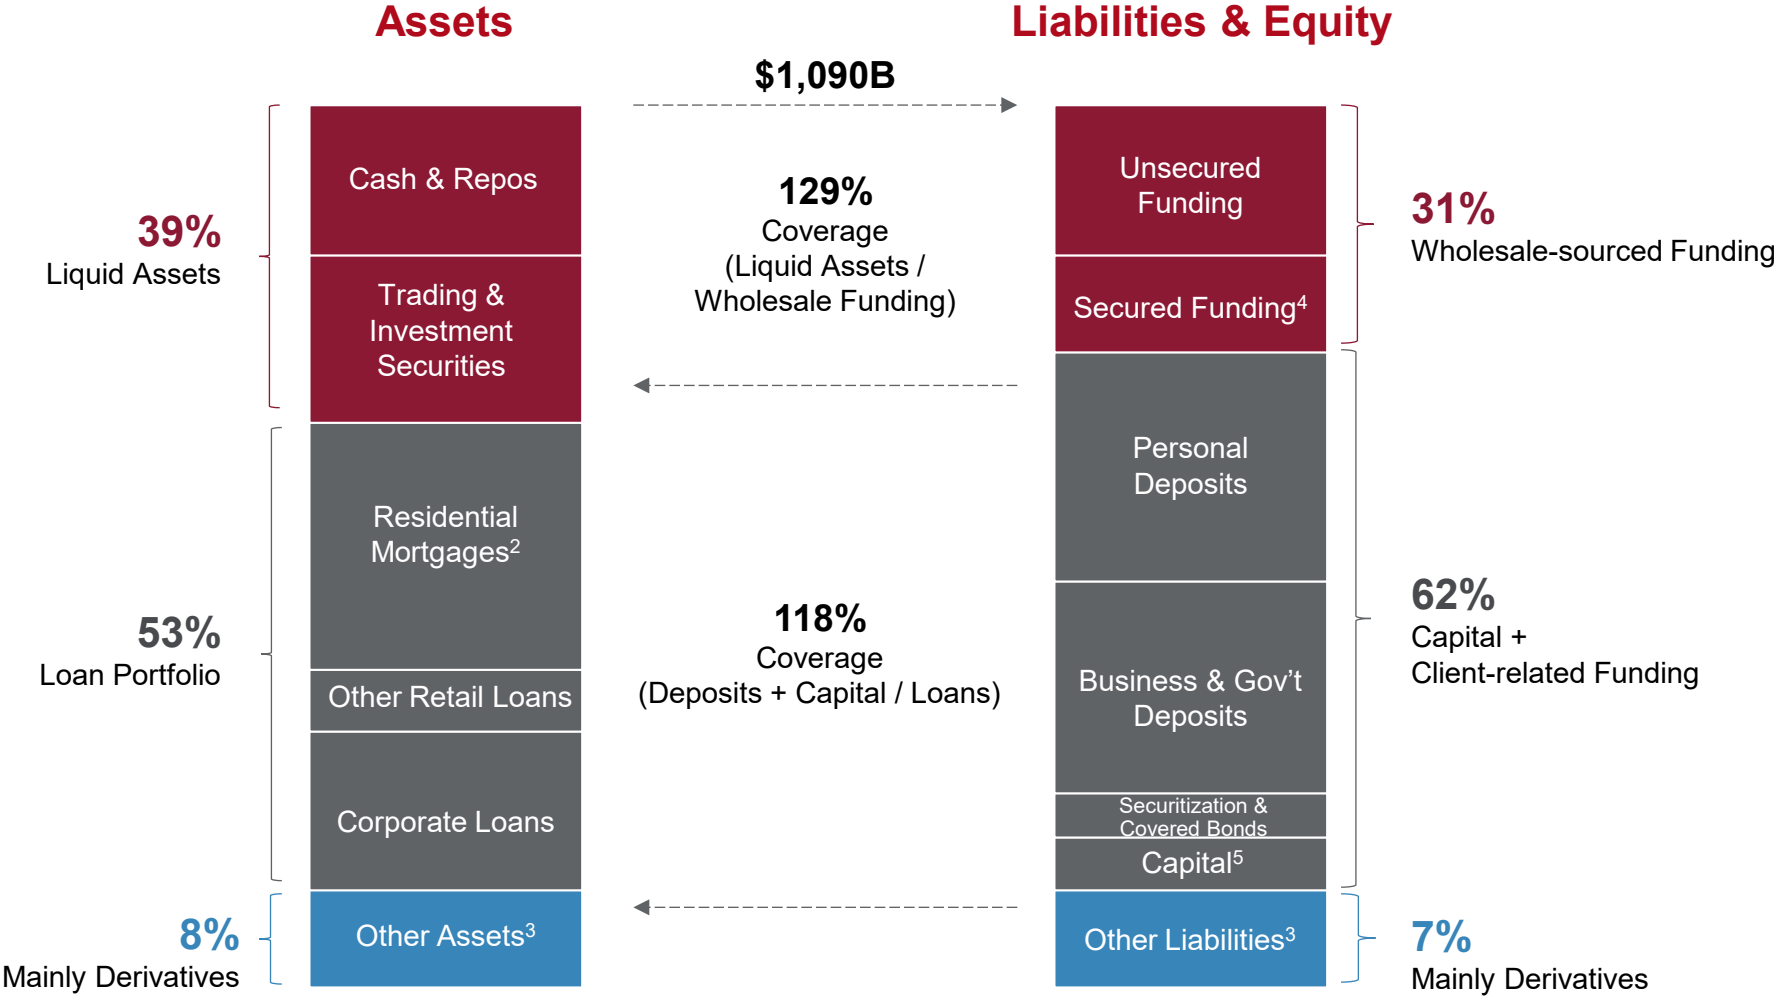 Assets
Liabilities & Equity
$1,090B
39%
Liquid Assets
Cash & Repos
Trading &
Investment
Securities
129%
Coverage
(Liquid Assets /
Wholesale Funding)
Unsecured
Funding
Secured Funding4
31%
Wholesale-sourced Funding
53%
Loan Portfolio
Residential
Mortgages2
Other Retail Loans
Corporate Loans
118%
Coverage
(Deposits + Capital / Loans)
Personal
Deposits
Business & Gov’t
Deposits
Securitization &
Covered Bonds
Capital5
62%
Capital +
Client-related Funding
8%
Mainly Derivatives
Other Assets3
Other Liabilities3
7%
Mainly Derivatives